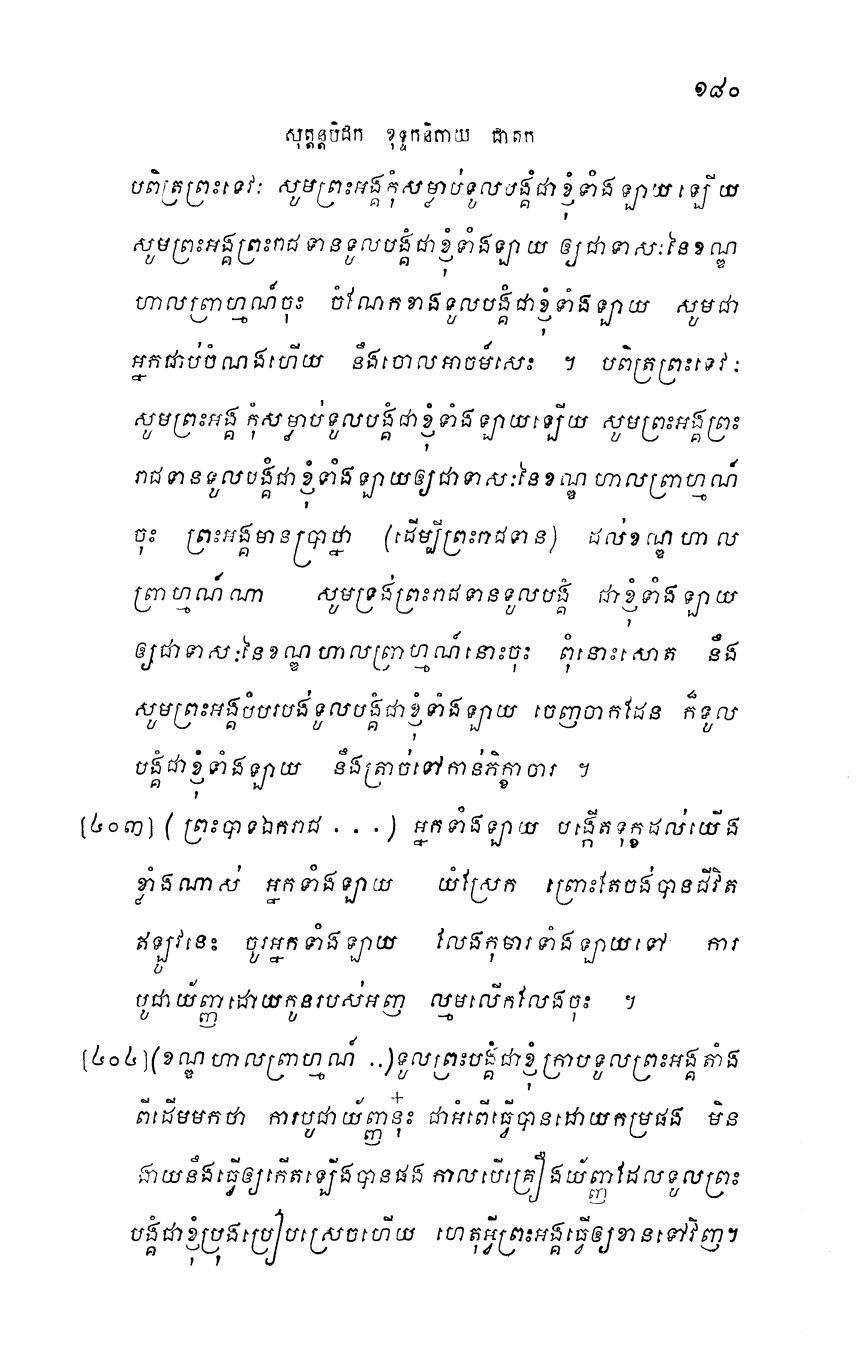 ១៨០
សុត្តន្តបិដក ខុទ្ទកនិកាយ ជាតក
បពិត្រព្រះទេវៈ សូមព្រះអង្គកុំសម្លាប់ទូលបង្គំជាខ្ញុំទាំងឡាយឡើយ
សូមព្រះអង្គព្រះរាជទានទូលបង្គំជាខ្ញុំទាំងឡាយ ឲ្យជាទាសៈនៃខណ្ឌ
ហាលព្រាហ្មណ៍ចុះ ចំណែកខាងទូលបង្គំជាខ្ញុំទាំងឡាយ សូមជា
អ្នកជាប់ចំណងហើយ នឹងចោលអាចម៍សេះ ។ បពិត្រព្រះទេវៈ
សូមព្រះអង្គ កុំសម្លាប់ទូលបង្គំជាខ្ញុំទាំងឡាយឡើយ សូមព្រះអង្គព្រះ
រាជទានទូលបង្គំជាខ្ញុំទាំងឡាយឲ្យជាទាសៈនៃខណ្ឌហាលព្រាហ្មណ៍
ចុះ ព្រះអង្គមានប្រាថ្នា (ដើម្បីព្រះរាជទាន) ដល់ខណ្ឌហាល
ព្រាហ្មណ៍ណា សូមទ្រង់ព្រះរាជទានទូលបង្គំ ជាខ្ញុំទាំងឡាយ
ឲ្យជាទាសៈនៃខណ្ឌហាលព្រាហ្មណ៍នោះចុះ ពុំនោះសោត នឹង
សូមព្រះអង្គបំបរបង់ទូលបង្គំជាខ្ញុំទាំងឡាយ ចេញចាកដែន ក៏ទូល
បង្គំជាខ្ញុំទាំងឡាយ នឹងត្រាច់ទៅកាន់ភិក្ខាចារ ។
[៤០៣] (ព្រះបាទឯករាជ . . .) អ្នកទាំងឡាយ បង្កើតទុក្ខដល់យើង
ខ្លាំងណាស់ អ្នកទាំងឡាយ យំស្រែក ព្រោះតែចង់បានជីវិត
ឥឡូវនេះ ចូរអ្នកទាំងឡាយ លែងកុមារទាំងឡាយទៅ ការ
បូជាយ័ញ្ញដោយកូនរបស់អញ ល្មមលើកលែងចុះ ។
[៤០៤] (ខណ្ឌហាលព្រាហ្មណ៍ ..) ទូលព្រះបង្គំជាខ្ញុំក្រាបទូលព្រះអង្គតាំង
ពីដើមមកថា ការបូជាយ័ញ្ញនុ៎ះ ជាអំពើធ្វើបានដោយកម្រផង មិន
ងាយនឹងធ្វើឲ្យកើតឡើងបានផង កាលបើគ្រឿងយ័ញ្ញដែលទូលព្រះ
បង្គំជាខ្ញុំប្រុងប្រៀបស្រេចហើយ ហេតុអ្វីព្រះអង្គធ្វើឲ្យខានទៅវិញ។